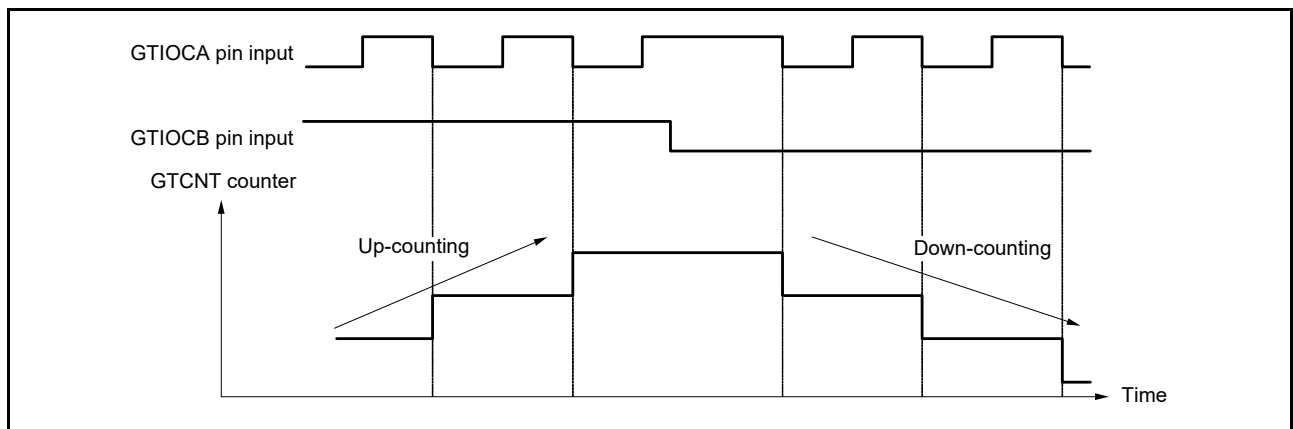 GTIOCA pin input
GTIOCB pin input
GTCNT counter
Up-counting
Down-counting
Time